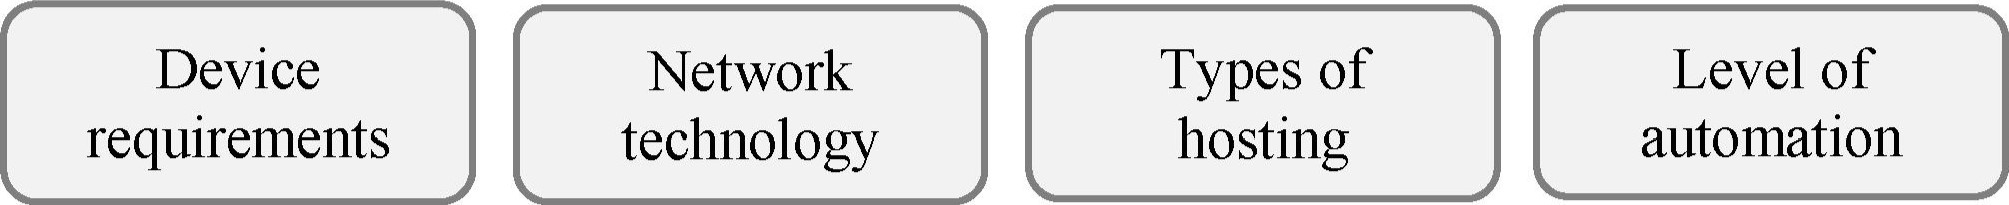 Device
requirements
Network
technology
Types of
hosting
Level of
automation